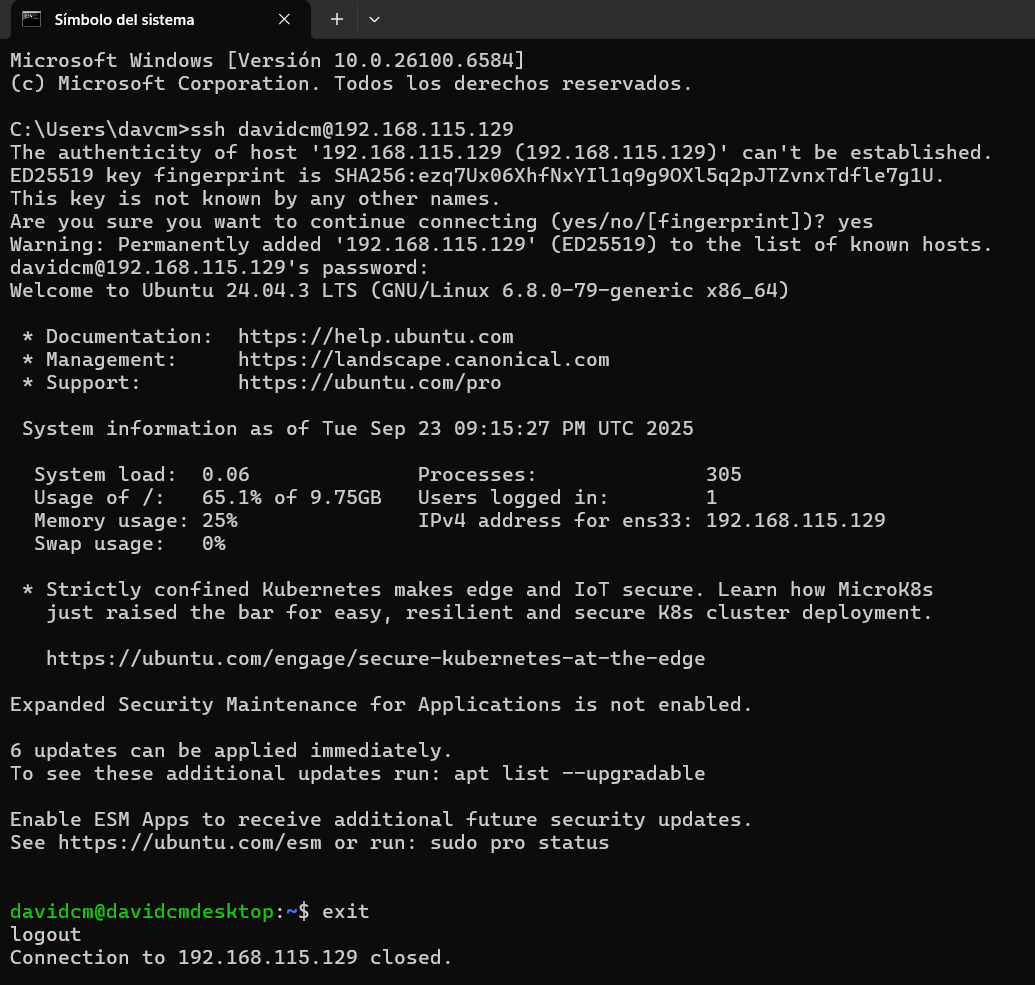 Símbolo del sistema
Microsoft Windows [Versión 10.0.26100.6584]
(c) Microsoft Corporation. Todos los derechos reservados.
C:\Users\davcm>ssh davidcm@192.168.115.129
The authenticity of host '192.168.115.129 (192.168.115.129)' can't be established.
ED25519 key fingerprint is SHA256:ezq7Ux06XhfNxYIl1q9g9OXl5q2pJTZvnxTdfle7g1U.
This key is not known by any other names.
Are you sure you want to continue connecting (yes/no/[fingerprint])? yes
Warning: Permanently added '192.168.115.129' (ED25519) to the list of known hosts.
davidcm@192.168.115.129's password:
Welcome to Ubuntu 24.04.3 LTS (GNU/Linux 6.8.0-79-generic x86_64)
* Documentation:  https://help.ubuntu.com
* Management:     https://landscape.canonical.com
* Support:        https://ubuntu.com/pro
System information as of Tue Sep 23 09:15:27 PM UTC 2025
System load:  0.06              Processes:              305
Usage of /:   65.1% of 9.75GB   Users logged in:        1
Memory usage: 25%               IPv4 address for ens33: 192.168.115.129
Swap usage:   0%
* Strictly confined Kubernetes makes edge and IoT secure. Learn how MicroK8s
just raised the bar for easy, resilient and secure K8s cluster deployment.
https://ubuntu.com/engage/secure-kubernetes-at-the-edge
Expanded Security Maintenance for Applications is not enabled.
6 updates can be applied immediately.
To see these additional updates run: apt list --upgradable
Enable ESM Apps to receive additional future security updates.
See https://ubuntu.com/esm or run: sudo pro status
davidcm@davidcmdesktop:~$ exit
logout
Connection to 192.168.115.129 closed.